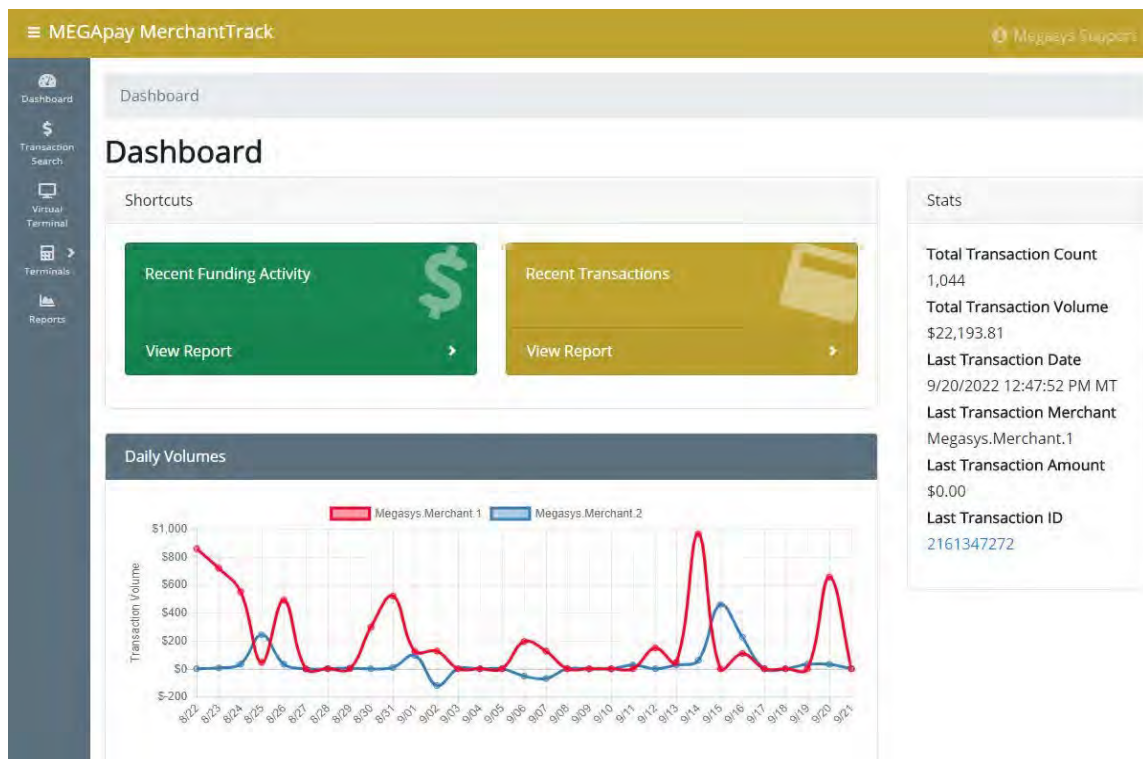 MEGApay MerchantTrack
Megasys Support
Dashboard
Transaction
Search
Virtual
Terminal
Terminals
Reports
Dashboard
Dashboard
Shortcuts
Recent Funding Activity
View Report
Recent Transactions
View Report
Stats
Total Transaction Count
1,044
Total Transaction Volume
$22,193.81
Last Transaction Date
9/20/2022 12:47:52 PM MT
Last Transaction Merchant
Megasys.Merchant.1
Last Transaction Amount
$0.00
Last Transaction ID
2161347272
Daily Volumes
Megasys.Merchant.1 Megasys.Merchant.2
Transaction Volume
$1,000
$800
$600
$400
$200
$0
$-200
8/22 8/23 8/24 8/25 8/26 8/27 8/28 8/29 8/30 8/31 9/01 9/02 9/03 9/04 9/05 9/06 9/07 9/08 9/09 9/10 9/11 9/12 9/13 9/14 9/15 9/16 9/17 9/18 9/19 9/20 9/21